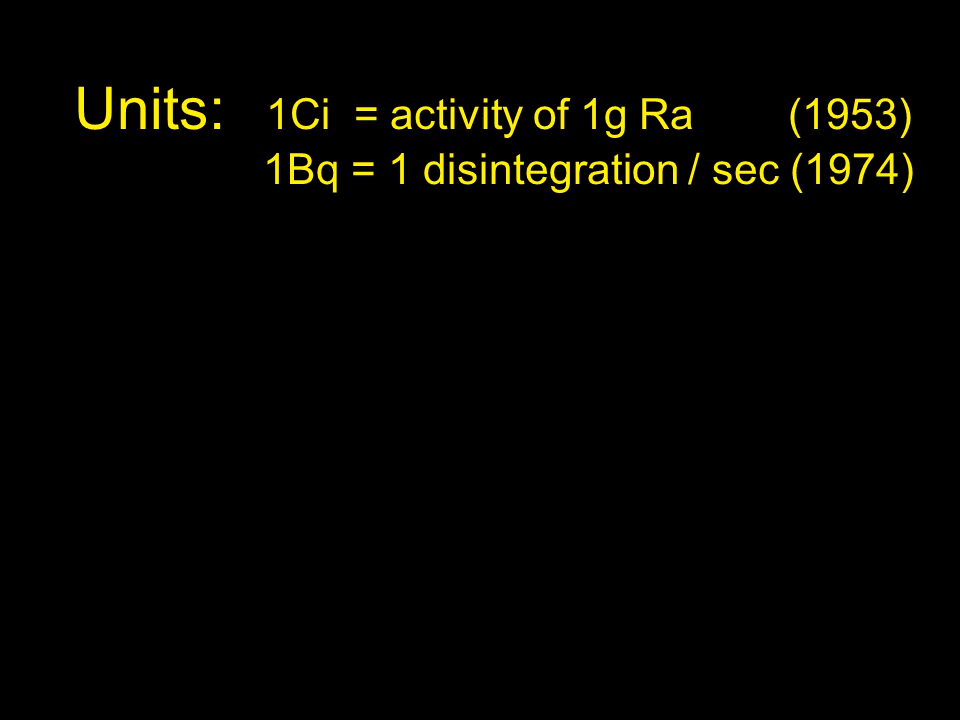 Units: 1Ci = activity of 1g Ra (1953)
1Bq = 1 disintegration / sec (1974)